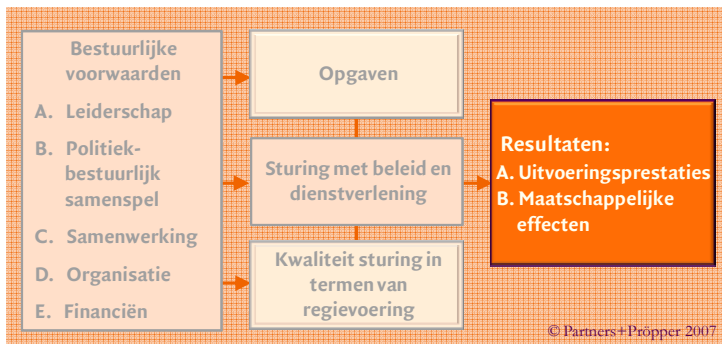 Bestuurlijke
voorwaarden
A. Leiderschap
B. Politiek-
bestuurlijk
samenspel
C. Samenwerking
D. Organisatie
E. Financiën
Opgaven
Sturing met beleid en
dienstverlening
Kwaliteit sturing in
termen van
regievoering
Resultaten:
A. Uitvoeringsprestaties
B. Maatschappelijke
effecten
© Partners+Pröpper 2007